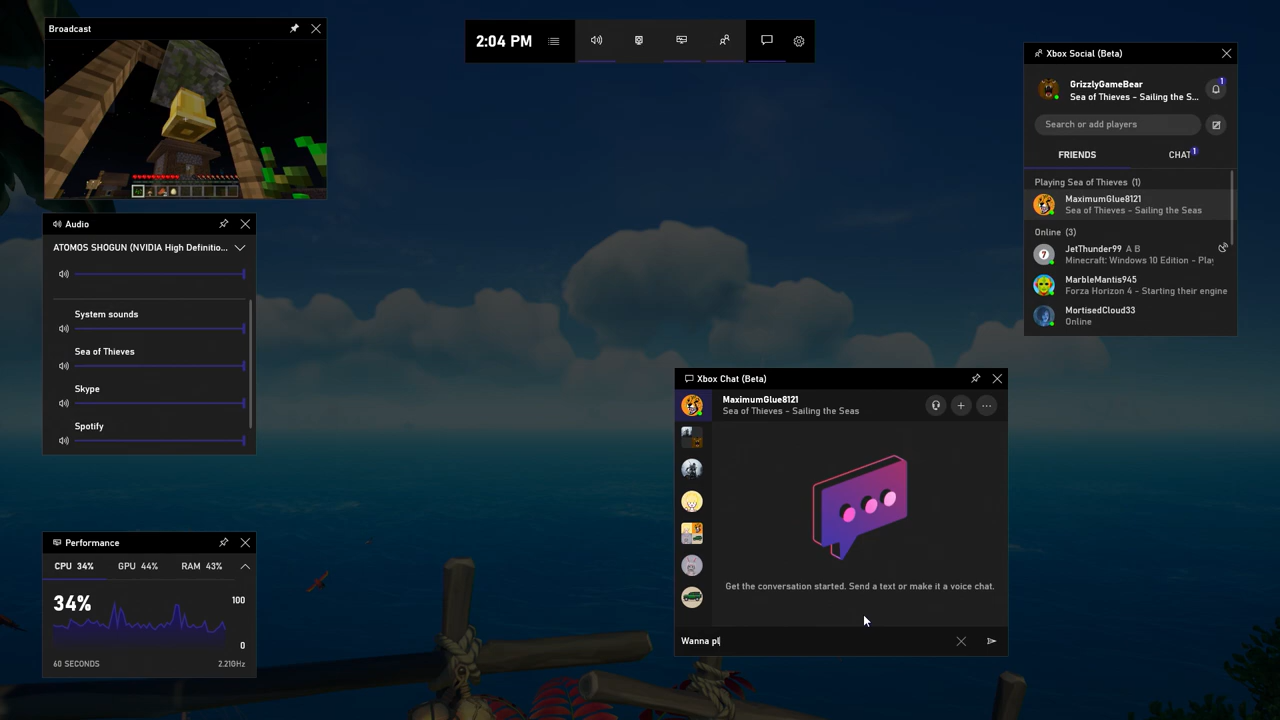 Broadcast
2:04 PM
Audio
ATOMOS SHOGUN (NVIDIA High Definitio...
System sounds
Sea of Thieves
Skype
Spotify
Performance
CPU 34%
GPU 44%
RAM 43%
34%
100
0
60 SECONDS
2.21GHz
Xbox Social (Beta)
GrizzlyGameBear
Sea of Thieves - Sailing the S...
1
Search or add players
FRIENDS
CHAT 1
Playing Sea of Thieves (1)
MaximumGlue8121
Sea of Thieves - Sailing the Seas
Online (3)
JetThunder99 A B
Minecraft: Windows 10 Edition - Play
MarbleMantis945
Forza Horizon 4 - Starting their engine
MortisedCloud33
Online
Xbox Chat (Beta)
MaximumGlue8121
Sea of Thieves - Sailing the Seas
Get the conversation started. Send a text or make it a voice chat.
Wanna pl